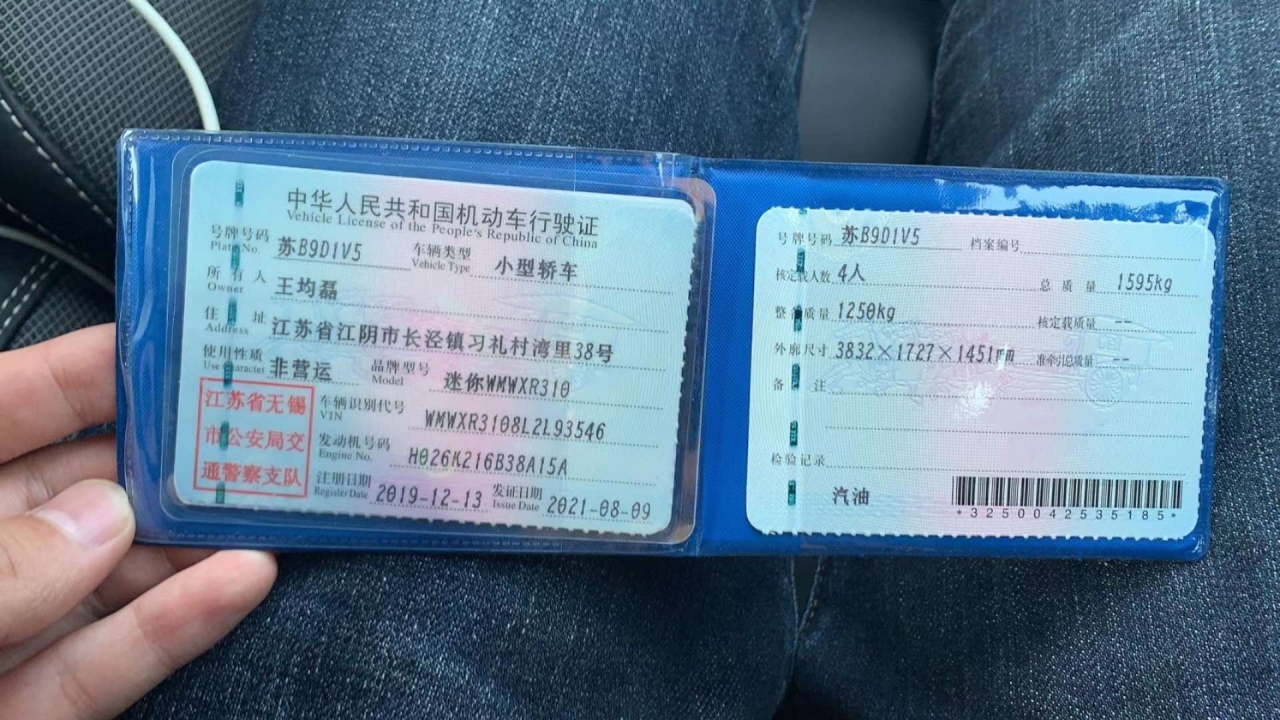 中华人民共和国机动车行驶证
Vehicle License of the People's Republic of China
号牌号码 苏B9D1V5 车辆类型 小型轿车
Plate No. Vehicle Type
所有人 王均磊
Owner
住址 江苏省江阴市长泾镇习礼村湾里38号
Address
使用性质 非营运 品牌型号 迷你WMWXR310
Use Character Model
江苏省无锡
市公安局交
通警察支队
车辆识别代号 WMWXR3108L2L93546
VIN
发动机号码 H026K216B38A15A
Engine No.
注册日期 2019-12-13 发证日期 2021-08-09
Register Date Issue Date
号牌号码 苏B9D1V5 档案编号
核定载人数 4人 总质量 1595kg
整备质量 1250kg 核定载质量 --
外廓尺寸 3832×1727×1451mm 准牵引总质量 --
备注
检验记录
汽油
*3250042535185*